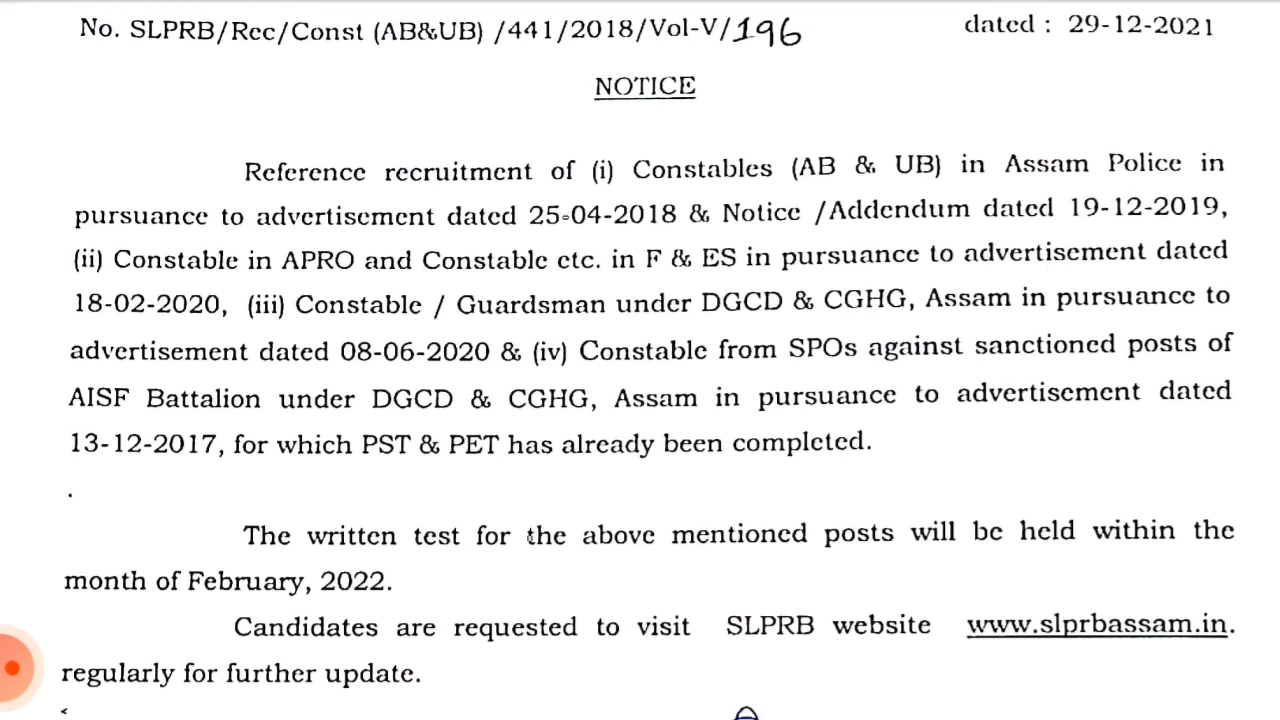 No. SLPRB/Rec/Const (AB&UB) /441/2018/Vol-V/196 dated : 29-12-2021
NOTICE
Reference recruitment of (i) Constables (AB & UB) in Assam Police in
pursuance to advertisement dated 25-04-2018 & Notice /Addendum dated 19-12-2019,
(ii) Constable in APRO and Constable etc. in F & ES in pursuance to advertisement dated
18-02-2020, (iii) Constable / Guardsman under DGCD & CGHG, Assam in pursuance to
advertisement dated 08-06-2020 & (iv) Constable from SPOs against sanctioned posts of
AISF Battalion under DGCD & CGHG, Assam in pursuance to advertisement dated
13-12-2017, for which PST & PET has already been completed.
The written test for the above mentioned posts will be held within the
month of February, 2022.
Candidates are requested to visit SLPRB website www.slprbassam.in.
regularly for further update.